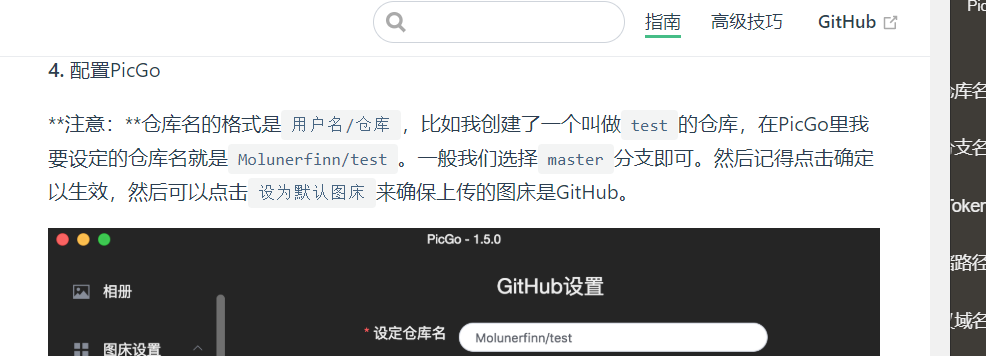 指南 高级技巧 GitHub
4. 配置PicGo
**注意：**仓库名的格式是 用户名/仓库 ，比如我创建了一个叫做 test 的仓库，在PicGo里我
要设定的仓库名就是 Molunerfinn/test 。一般我们选择 master 分支即可。然后记得点击确定
以生效，然后可以点击 设为默认图床 来确保上传的图床是GitHub。
PicGo - 1.5.0
相册
GitHub设置
* 设定仓库名 Molunerfinn/test
图床设置
库名
支名
Token
路径
域名